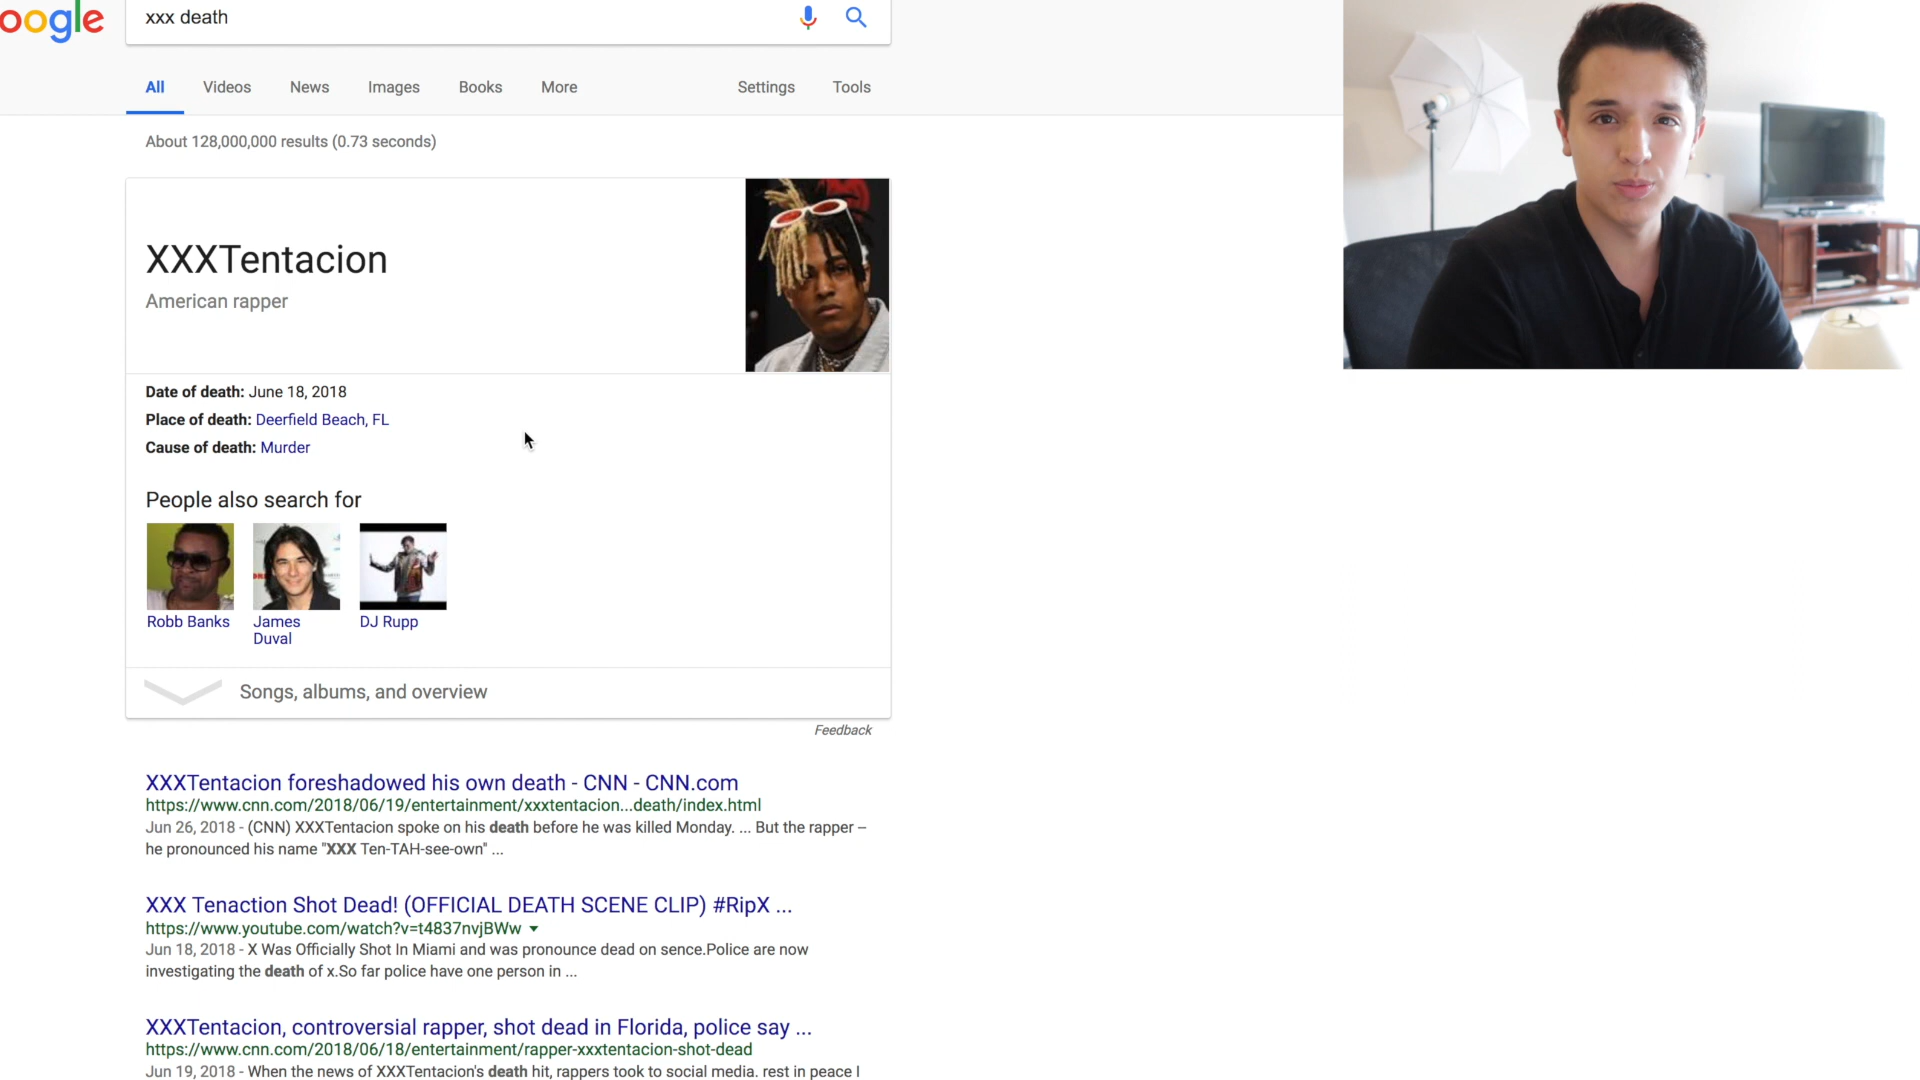 oogle
xxx death
All Videos News Images Books More Settings Tools
About 128,000,000 results (0.73 seconds)
XXXTentacion
American rapper
Date of death: June 18, 2018
Place of death: Deerfield Beach, FL
Cause of death: Murder
People also search for
Robb Banks
James
Duval
DJ Rupp
Songs, albums, and overview
Feedback
XXXTentacion foreshadowed his own death - CNN - CNN.com
https://www.cnn.com/2018/06/19/entertainment/xxxtentacion...death/index.html
Jun 26, 2018 - (CNN) XXXTentacion spoke on his death before he was killed Monday. ... But the rapper –
he pronounced his name "XXX Ten-TAH-see-own" ...
XXX Tenaction Shot Dead! (OFFICIAL DEATH SCENE CLIP) #RipX ...
https://www.youtube.com/watch?v=t4837nvjBWw
Jun 18, 2018 - X Was Officially Shot In Miami and was pronounce dead on sence.Police are now
investigating the death of x.So far police have one person in ...
XXXTentacion, controversial rapper, shot dead in Florida, police say ...
https://www.cnn.com/2018/06/18/entertainment/rapper-xxxtentacion-shot-dead
Jun 19, 2018 - When the news of XXXTentacion's death hit, rappers took to social media. rest in peace I